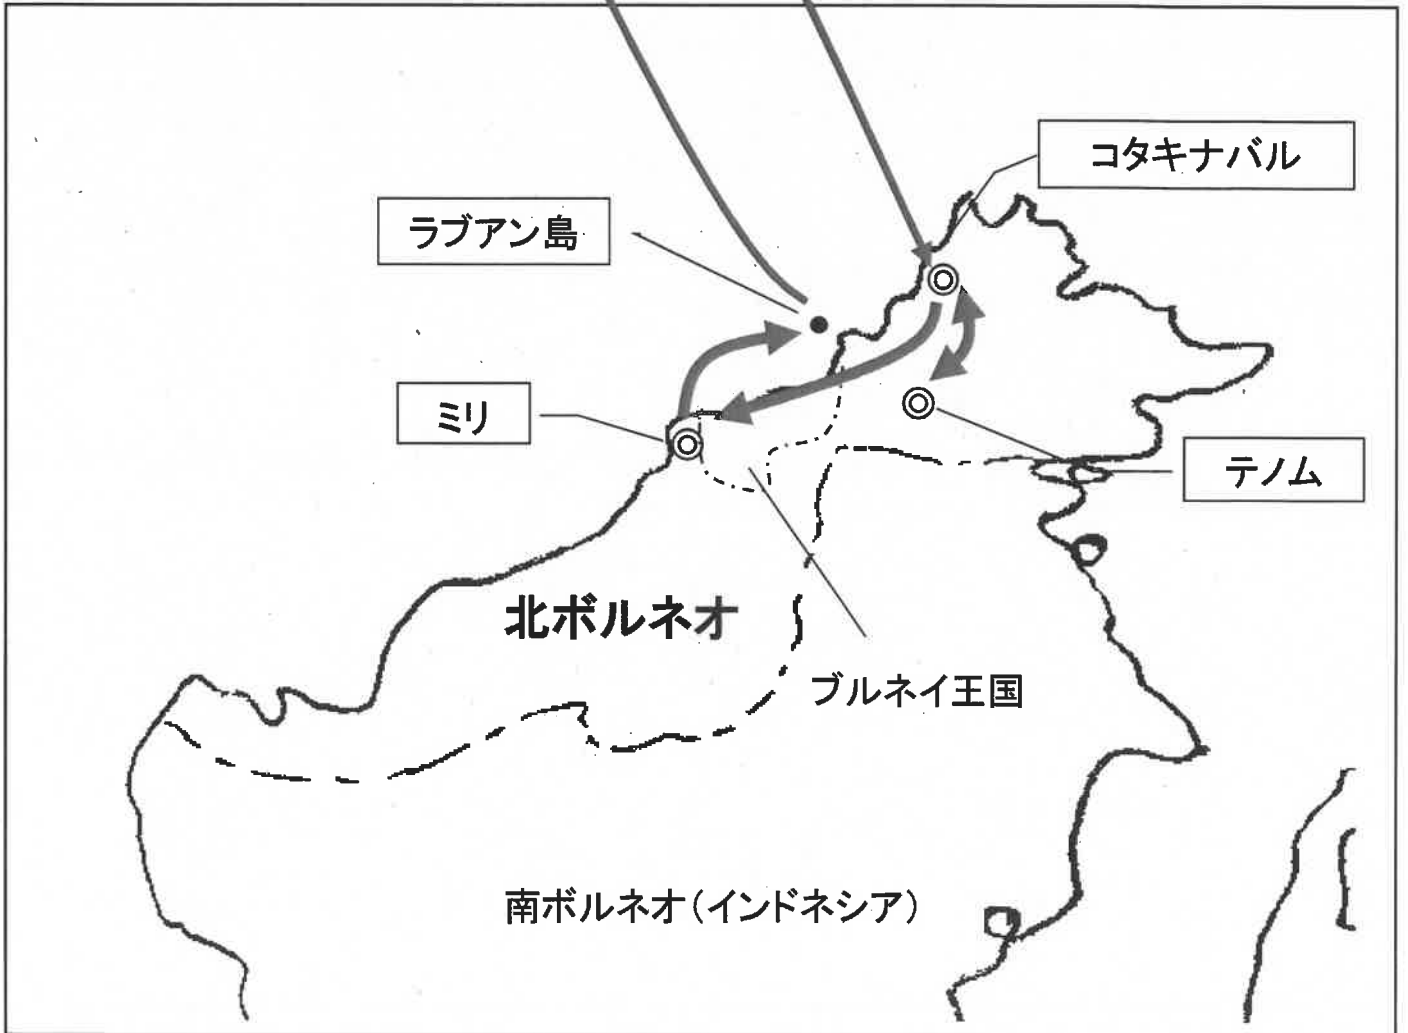 コタキナバル
ラブアン島
ミリ
テノム
北ボルネオ
ブルネイ王国
南ボルネオ(インドネシア)